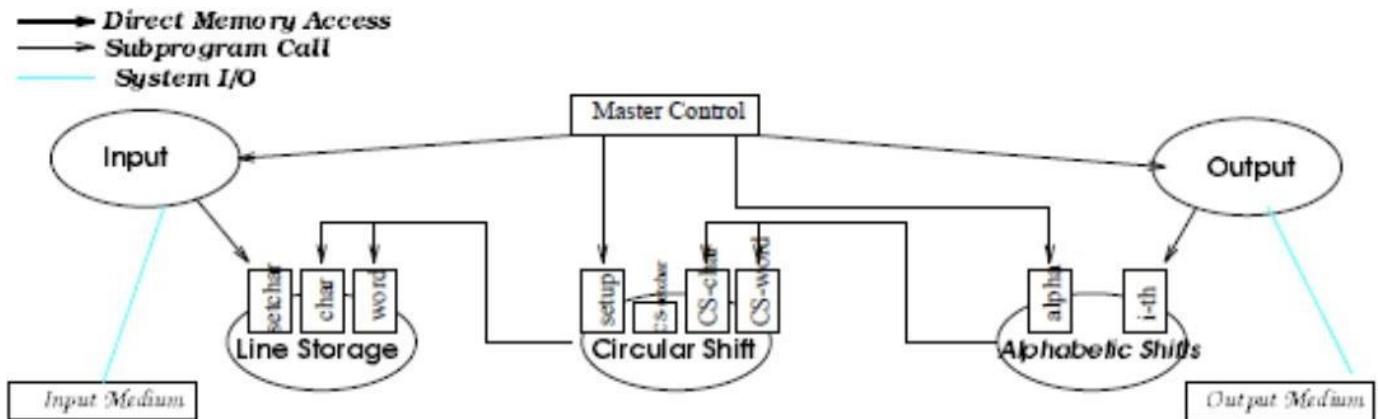 Direct Memory Access
Subprogram Call
System I/O
Master Control
Input
Output
setchar
char
word
setup
CS-char
CS-word
alpha
i-th
Line Storage
Circular Shift
Alphabetic Shifts
Input Medium
Output Medium